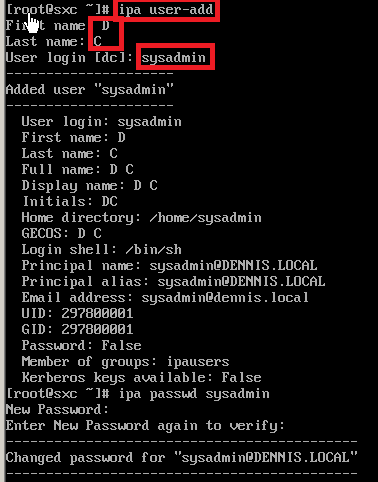 [root@sxc ~]# ipa user-add
First name: D
Last name: C
User login [dc]: sysadmin
---------------------
Added user "sysadmin"
---------------------
User login: sysadmin
First name: D
Last name: C
Full name: D C
Display name: D C
Initials: DC
Home directory: /home/sysadmin
GECOS: D C
Login shell: /bin/sh
Principal name: sysadmin@DENNIS.LOCAL
Principal alias: sysadmin@DENNIS.LOCAL
Email address: sysadmin@dennis.local
UID: 297800001
GID: 297800001
Password: False
Member of groups: ipausers
Kerberos keys available: False
[root@sxc ~]# ipa passwd sysadmin
New Password:
Enter New Password again to verify:
--------------------------------------------
Changed password for "sysadmin@DENNIS.LOCAL"
--------------------------------------------